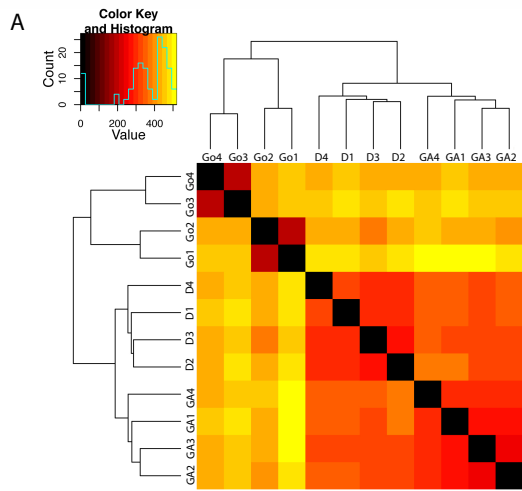 A
Color Key
and Histogram
Count
0 10 20
0 200 400
Value
Go4 Go3 Go2 Go1 D4 D1 D3 D2 GA4 GA1 GA3 GA2
Go4
Go3
Go2
Go1
D4
D1
D3
D2
GA4
GA1
GA3
GA2